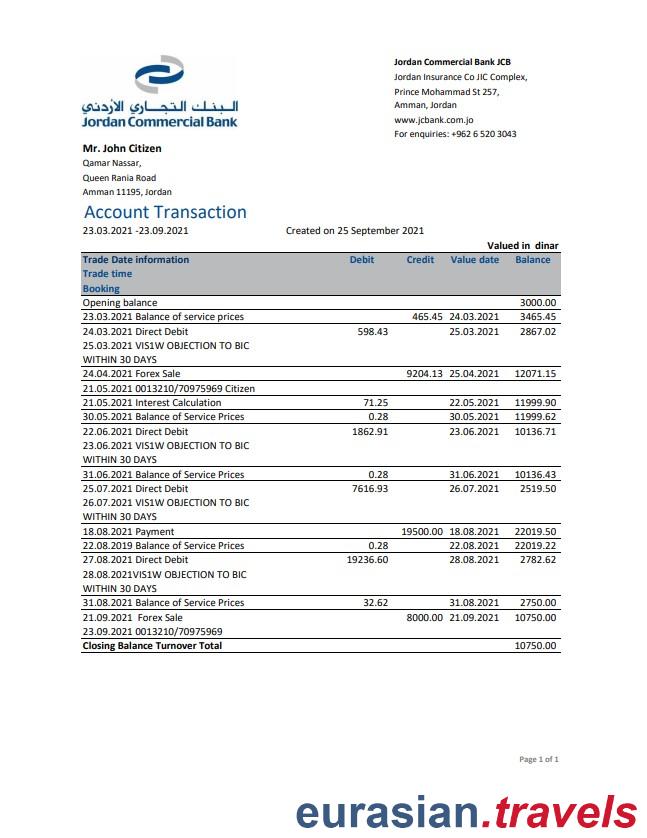 البنك التجاري الأردني
Jordan Commercial Bank
Jordan Commercial Bank JCB
Jordan Insurance Co JIC Complex,
Prince Mohammad St 257,
Amman, Jordan
www.jcbank.com.jo
For enquiries: +962 6 520 3043
Mr. John Citizen
Qamar Nassar,
Queen Rania Road
Amman 11195, Jordan
Account Transaction
23.03.2021 -23.09.2021 Created on 25 September 2021
Valued in dinar
Trade Date information Debit Credit Value date Balance
Trade time
Booking
Opening balance 3000.00
23.03.2021 Balance of service prices 465.45 24.03.2021 3465.45
24.03.2021 Direct Debit 598.43 25.03.2021 2867.02
25.03.2021 VIS1W OBJECTION TO BIC
WITHIN 30 DAYS
24.04.2021 Forex Sale 9204.13 25.04.2021 12071.15
21.05.2021 0013210/70975969 Citizen
21.05.2021 Interest Calculation 71.25 22.05.2021 11999.90
30.05.2021 Balance of Service Prices 0.28 30.05.2021 11999.62
22.06.2021 Direct Debit 1862.91 23.06.2021 10136.71
23.06.2021 VIS1W OBJECTION TO BIC
WITHIN 30 DAYS
31.06.2021 Balance of Service Prices 0.28 31.06.2021 10136.43
25.07.2021 Direct Debit 7616.93 26.07.2021 2519.50
26.07.2021 VIS1W OBJECTION TO BIC
WITHIN 30 DAYS
18.08.2021 Payment 19500.00 18.08.2021 22019.50
22.08.2019 Balance of Service Prices 0.28 22.08.2021 22019.22
27.08.2021 Direct Debit 19236.60 28.08.2021 2782.62
28.08.2021VIS1W OBJECTION TO BIC
WITHIN 30 DAYS
31.08.2021 Balance of Service Prices 32.62 31.08.2021 2750.00
21.09.2021 Forex Sale 8000.00 21.09.2021 10750.00
23.09.2021 0013210/70975969
Closing Balance Turnover Total 10750.00
Page 1 of 1
eurasian.travels